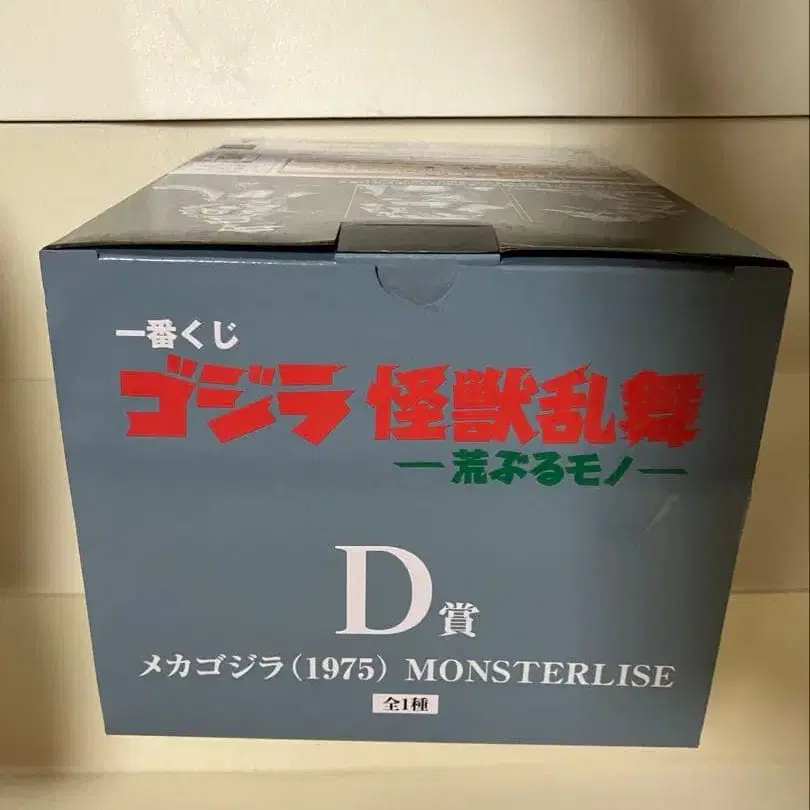 一番くじ
ゴジラ 怪獣乱舞
―荒ぶるモノ―
D賞
メカゴジラ(1975) MONSTERLISE
全1種